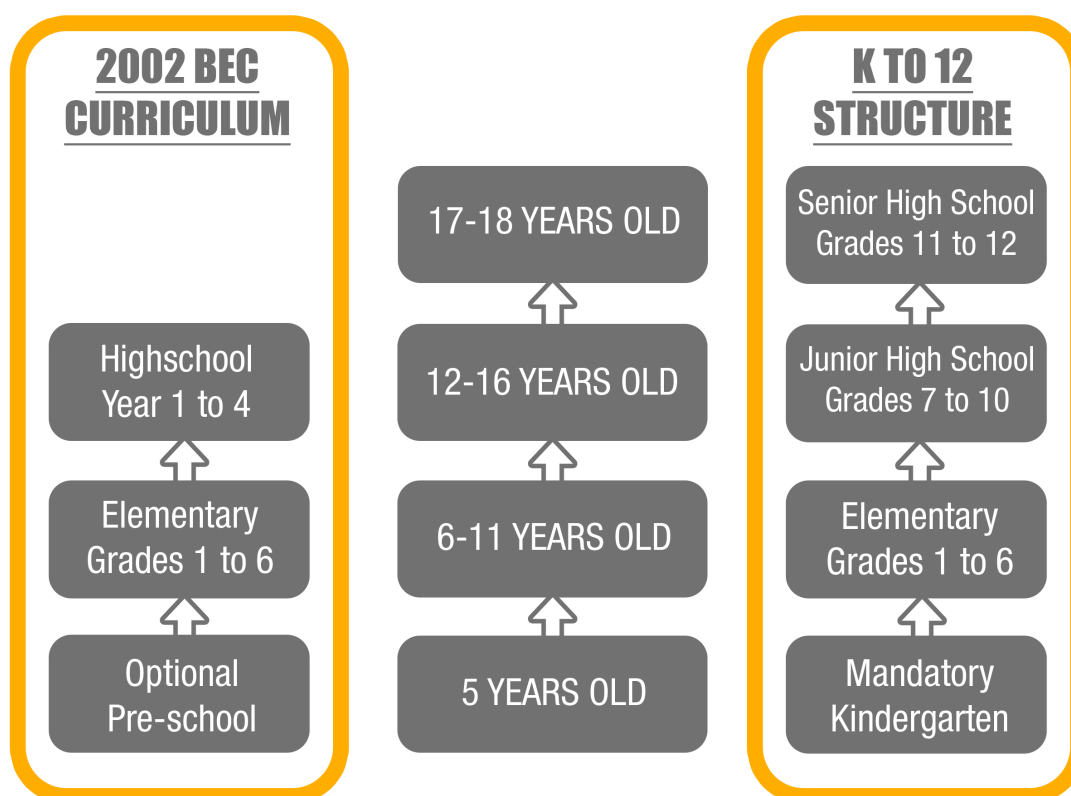 2002 BEC
CURRICULUM
Highschool
Year 1 to 4
Elementary
Grades 1 to 6
Optional
Pre-school
17-18 YEARS OLD
12-16 YEARS OLD
6-11 YEARS OLD
5 YEARS OLD
K TO 12
STRUCTURE
Senior High School
Grades 11 to 12
Junior High School
Grades 7 to 10
Elementary
Grades 1 to 6
Mandatory
Kindergarten